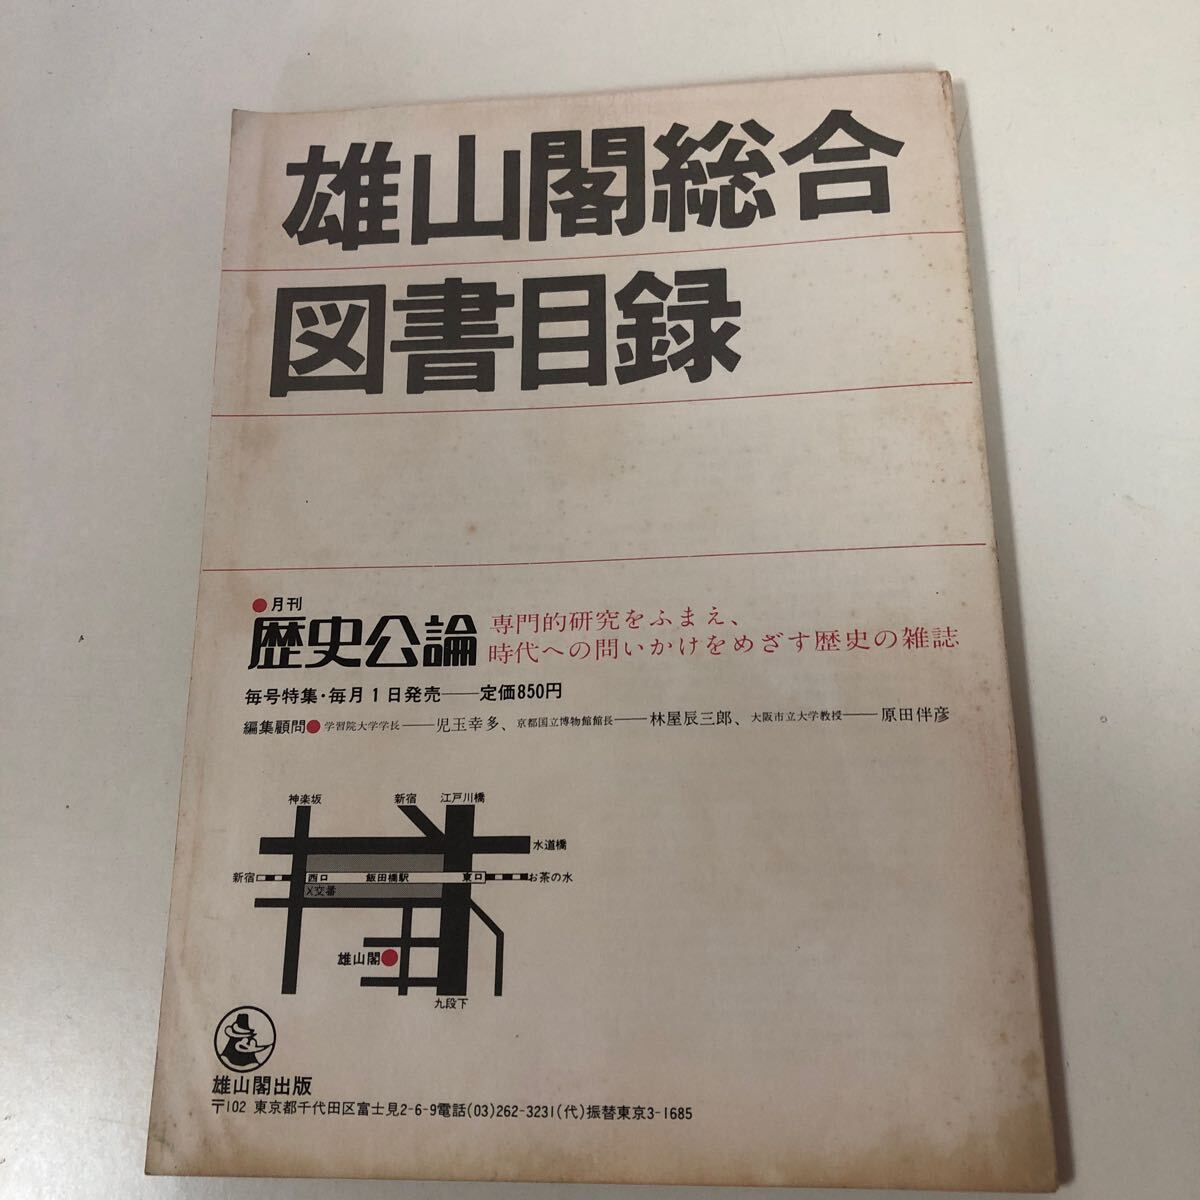 雄山閣総合
図書目録
●月刊
歴史公論
専門的研究をふまえ、
時代への問いかけをめざす歴史の雑誌
毎号特集・毎月1日発売──定価850円
編集顧問●学習院大学学長──児玉幸多、京都国立博物館館長──林屋辰三郎、大阪市立大学教授──原田伴彦
神楽坂
新宿
江戸川橋
水道橋
新宿
西口
飯田橋駅
東口
お茶の水
X交番
雄山閣●
九段下
雄山閣出版
〒102 東京都千代田区富士見2-6-9電話(03)262-3231(代)振替東京3-1685